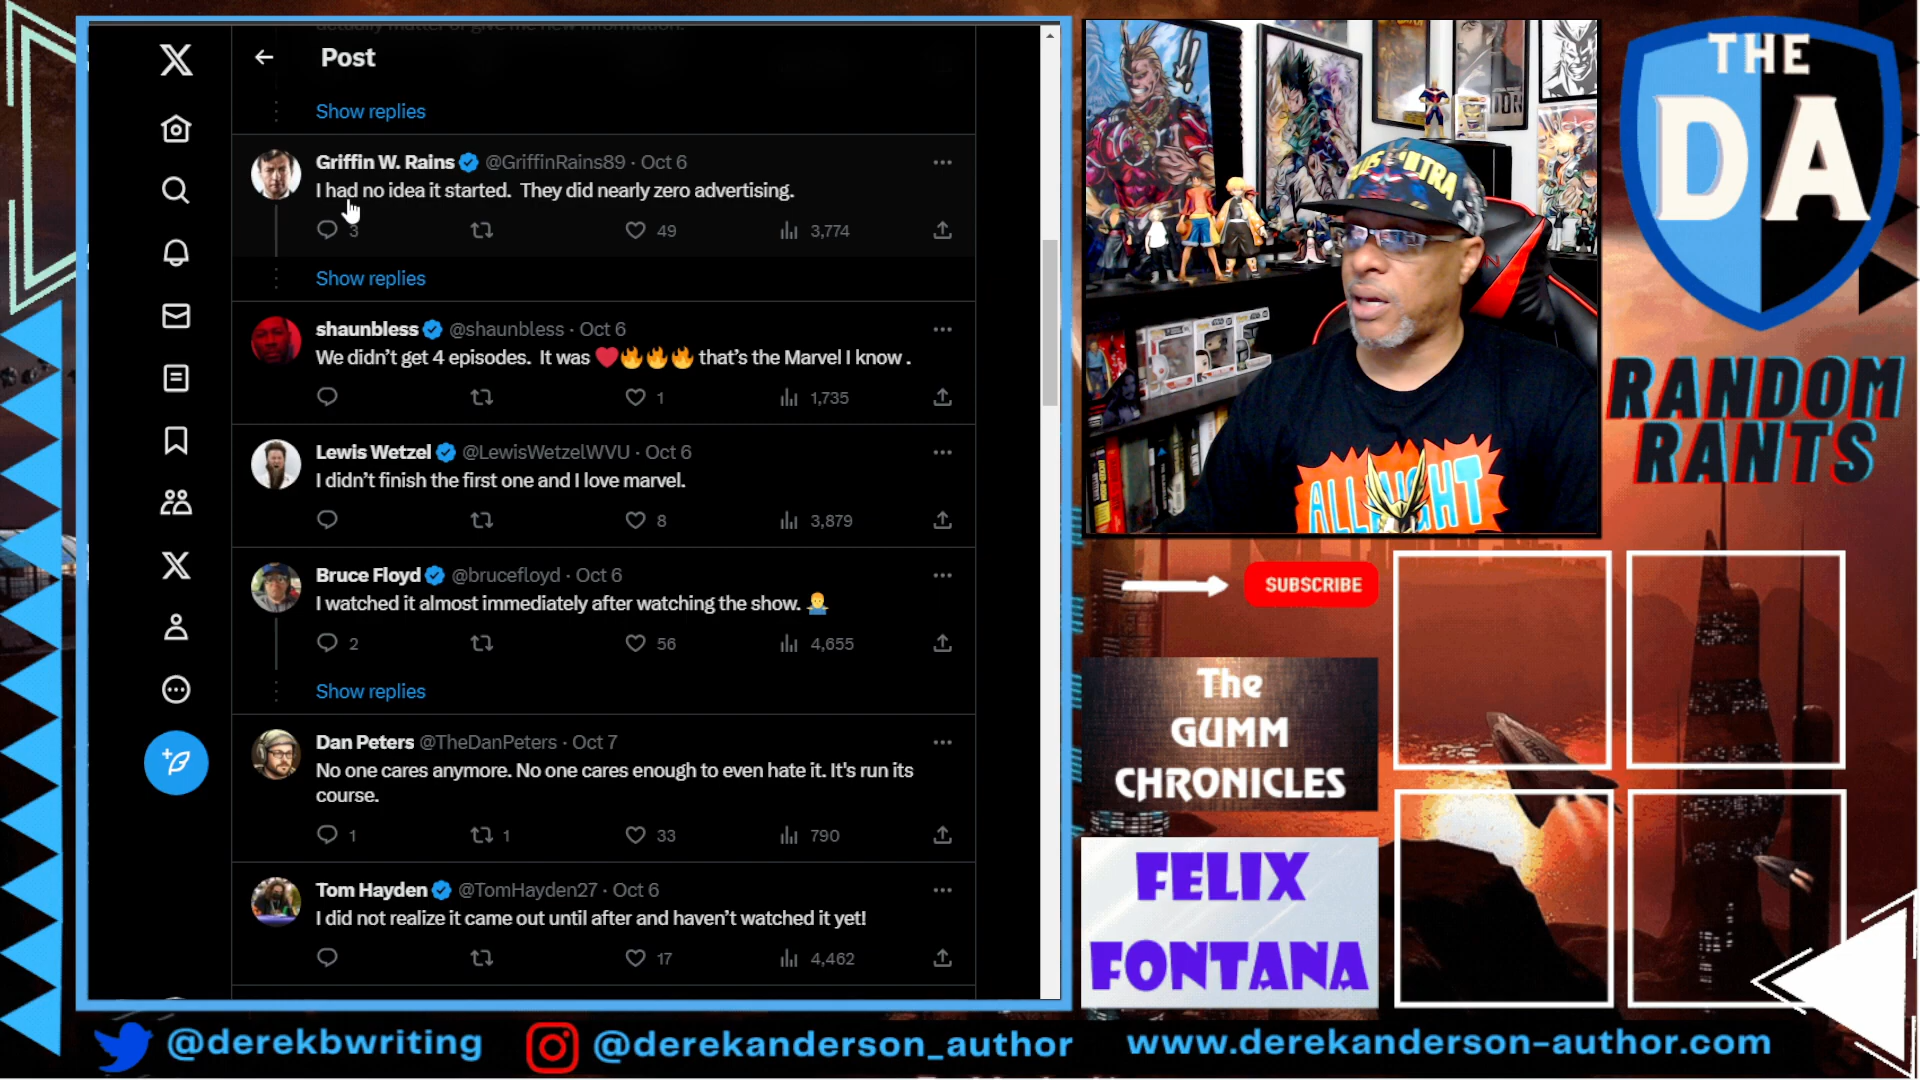 Post
Show replies
Griffin W. Rains @GriffinRains89 · Oct 6
I had no idea it started. They did nearly zero advertising.
3 49 3,774
Show replies
shaunbless @shaunbless · Oct 6
We didn't get 4 episodes. It was ❤️🔥🔥🔥 that's the Marvel I know .
1 1,735
Lewis Wetzel @LewisWetzelWVU · Oct 6
I didn't finish the first one and I love marvel.
8 3,879
Bruce Floyd @brucefloyd · Oct 6
I watched it almost immediately after watching the show. 🤷‍♂️
2 56 4,655
Show replies
Dan Peters @TheDanPeters · Oct 7
No one cares anymore. No one cares enough to even hate it. It's run its
course.
1 1 33 790
Tom Hayden @TomHayden27 · Oct 6
I did not realize it came out until after and haven't watched it yet!
17 4,462
THE
DA
RANDOM
RANTS
SUBSCRIBE
The
GUMM
CHRONICLES
FELIX
FONTANA
@derekbwriting
@derekanderson_author
www.derekanderson-author.com